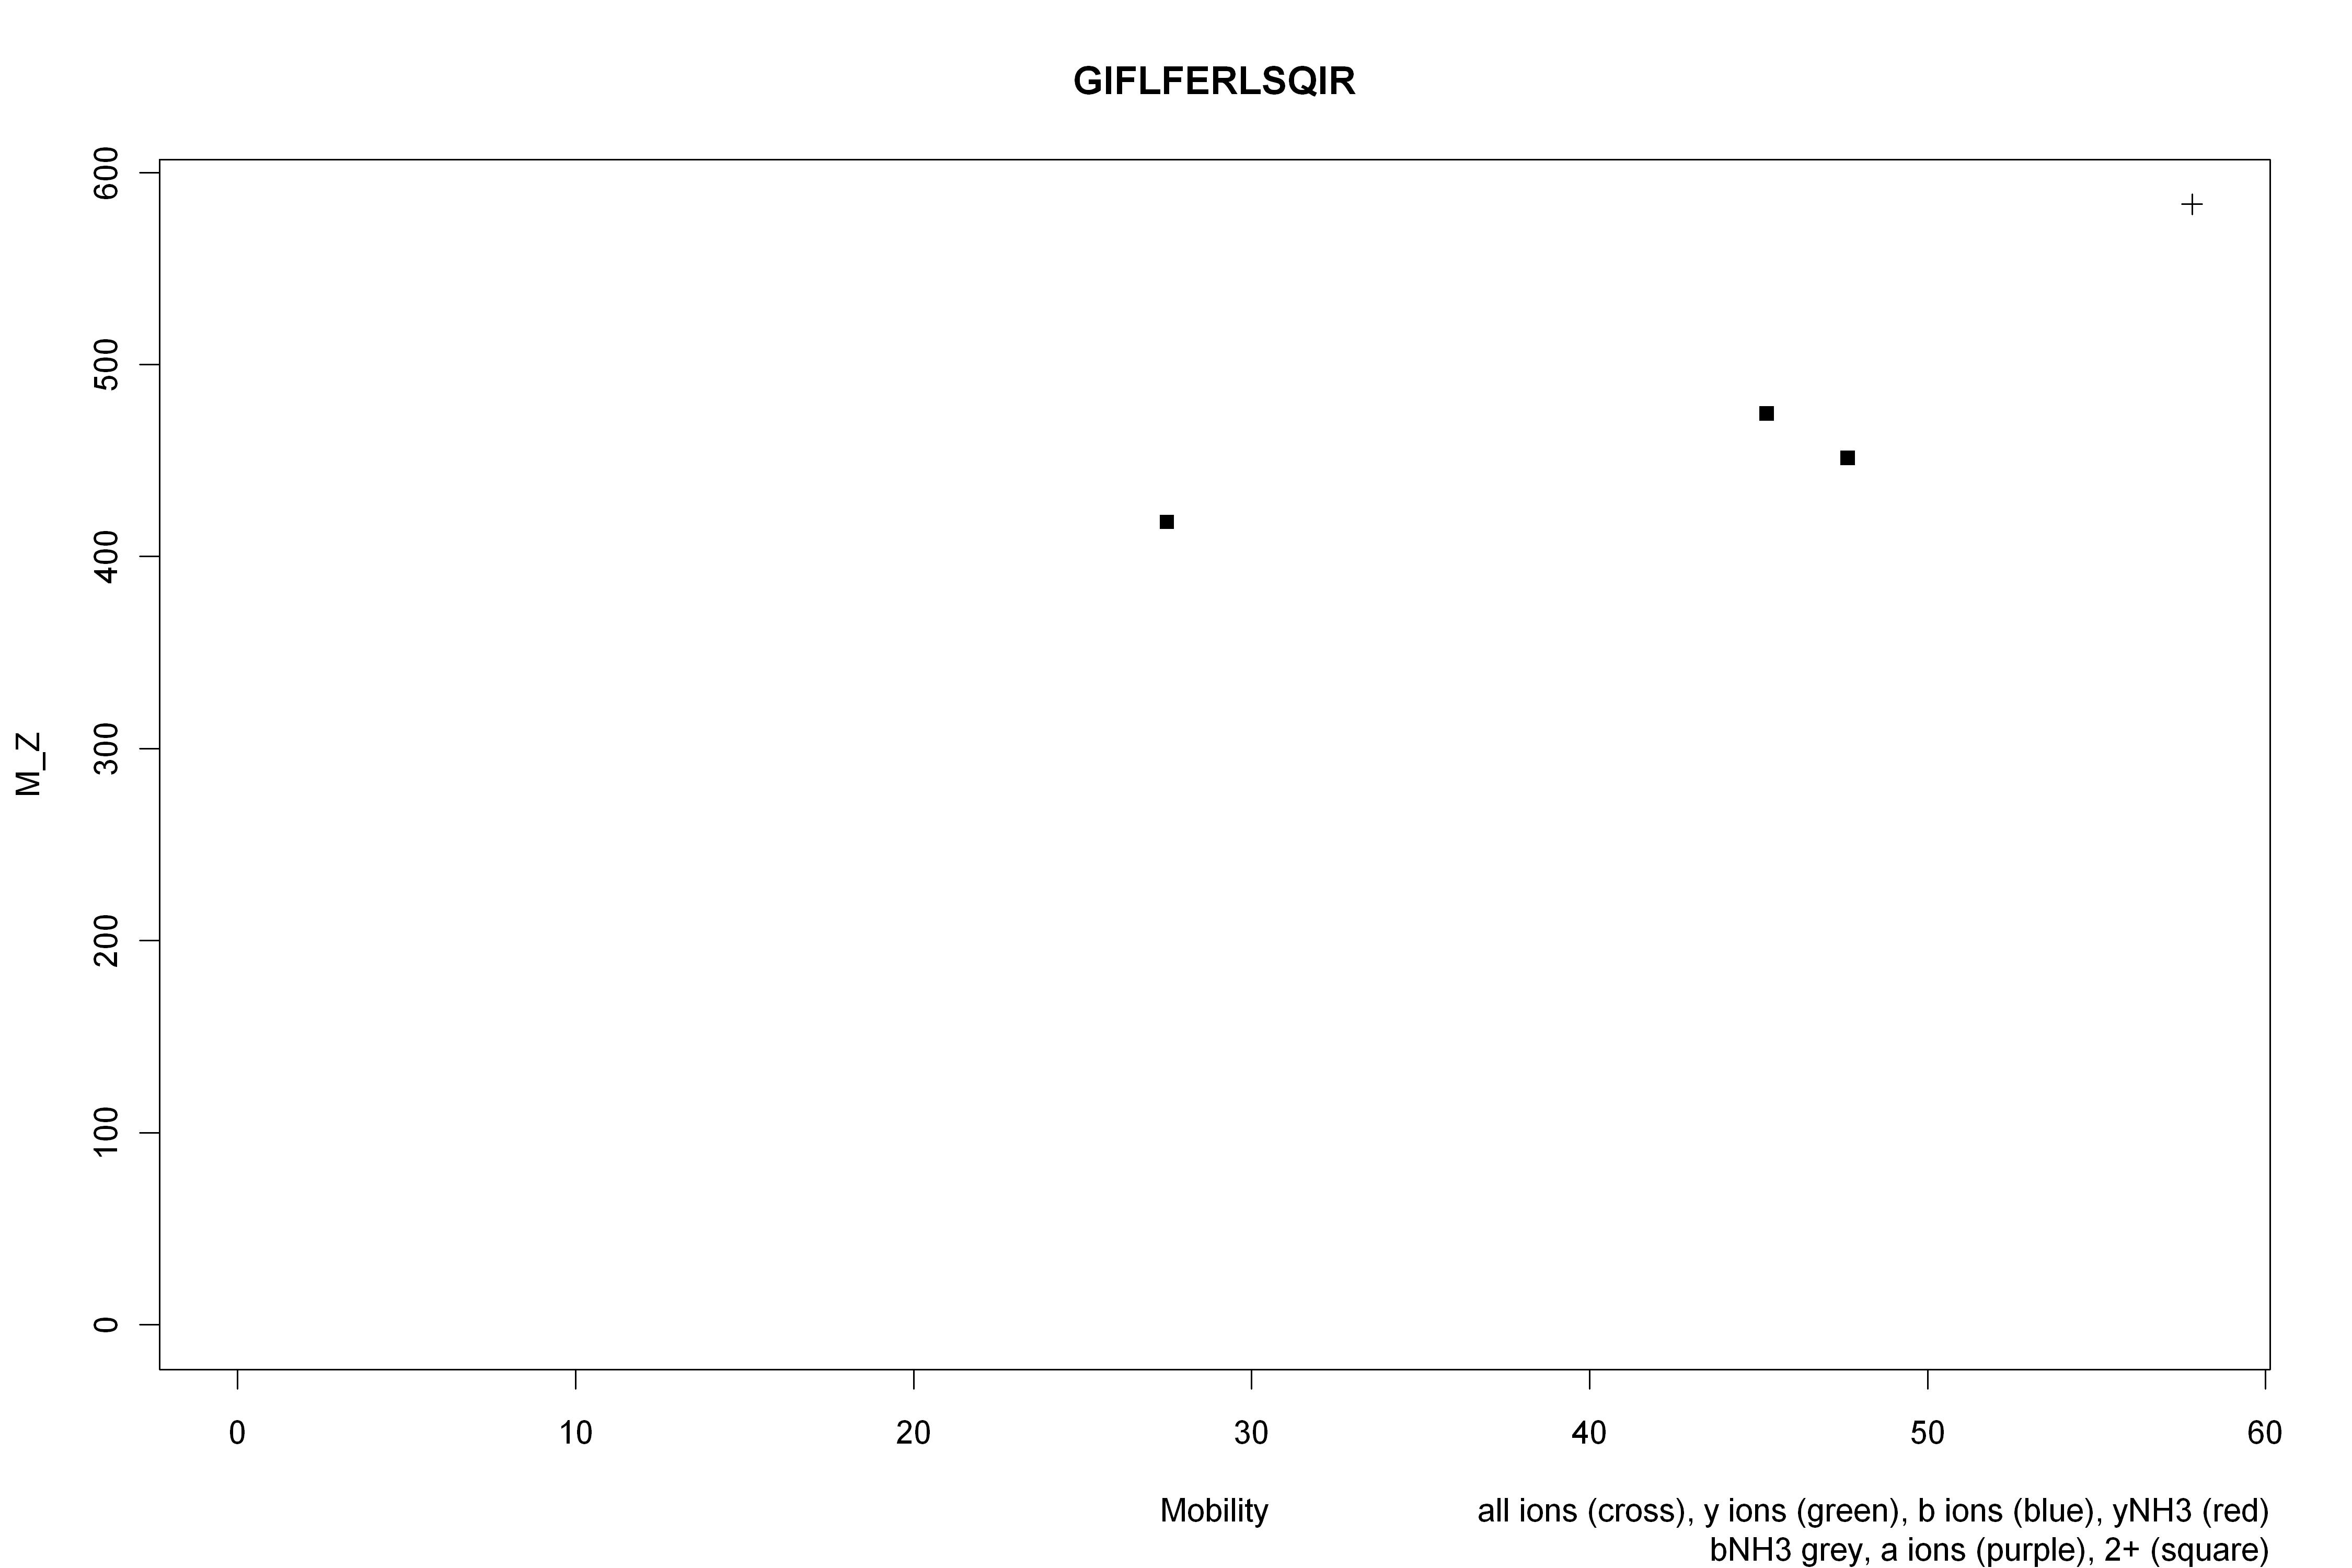 GIFLFERLSQIR
600
500
400
300
200
100
0
M_Z
0 10 20 30 40 50 60
Mobility
all ions (cross), y ions (green), b ions (blue), yNH3 (red)
bNH3 grey, a ions (purple), 2+ (square)